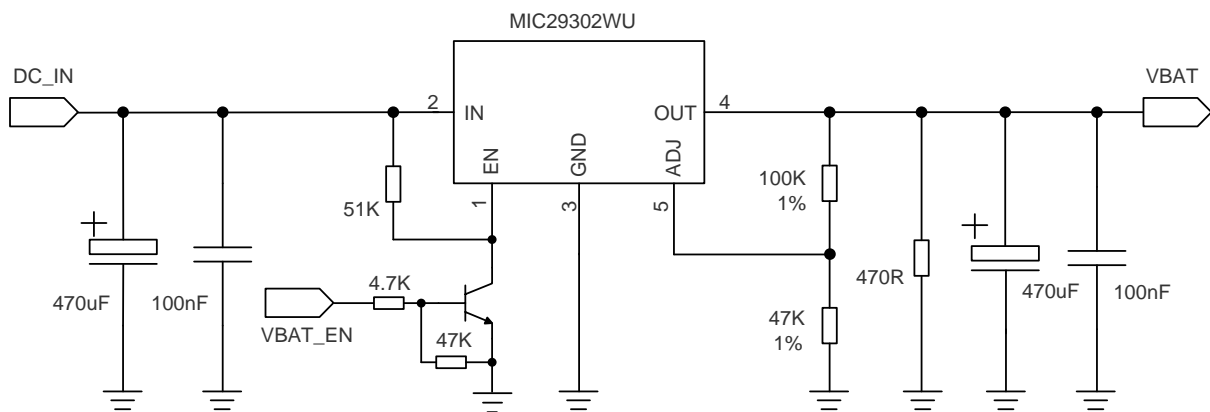 MIC29302WU
DC_IN
VBAT
2
IN
OUT
4
EN
GND
ADJ
1
3
5
51K
100K
1%
470uF
100nF
4.7K
VBAT_EN
47K
47K
1%
470R
470uF
100nF